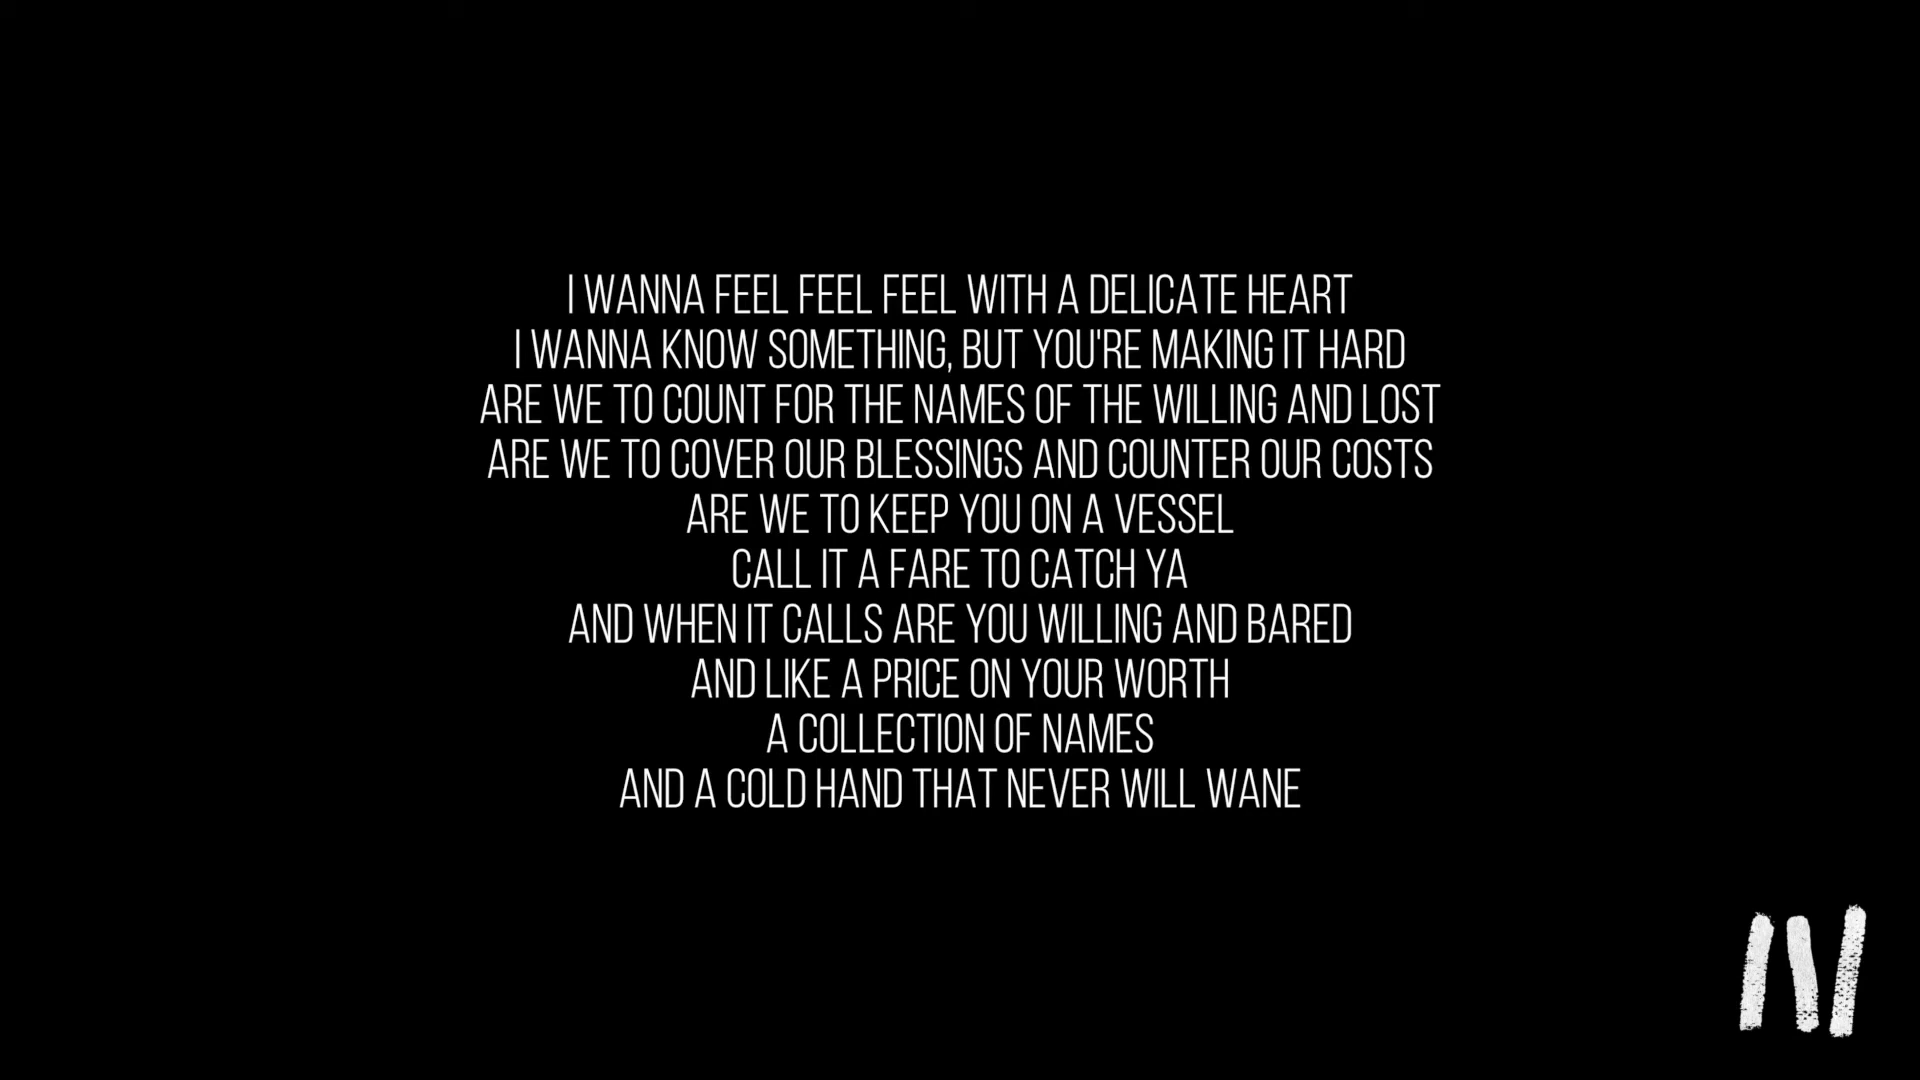 I WANNA FEEL FEEL FEEL WITH A DELICATE HEART
I WANNA KNOW SOMETHING, BUT YOU'RE MAKING IT HARD
ARE WE TO COUNT FOR THE NAMES OF THE WILLING AND LOST
ARE WE TO COVER OUR BLESSINGS AND COUNTER OUR COSTS
ARE WE TO KEEP YOU ON A VESSEL
CALL IT A FARE TO CATCH YA
AND WHEN IT CALLS ARE YOU WILLING AND BARED
AND LIKE A PRICE ON YOUR WORTH
A COLLECTION OF NAMES
AND A COLD HAND THAT NEVER WILL WANE